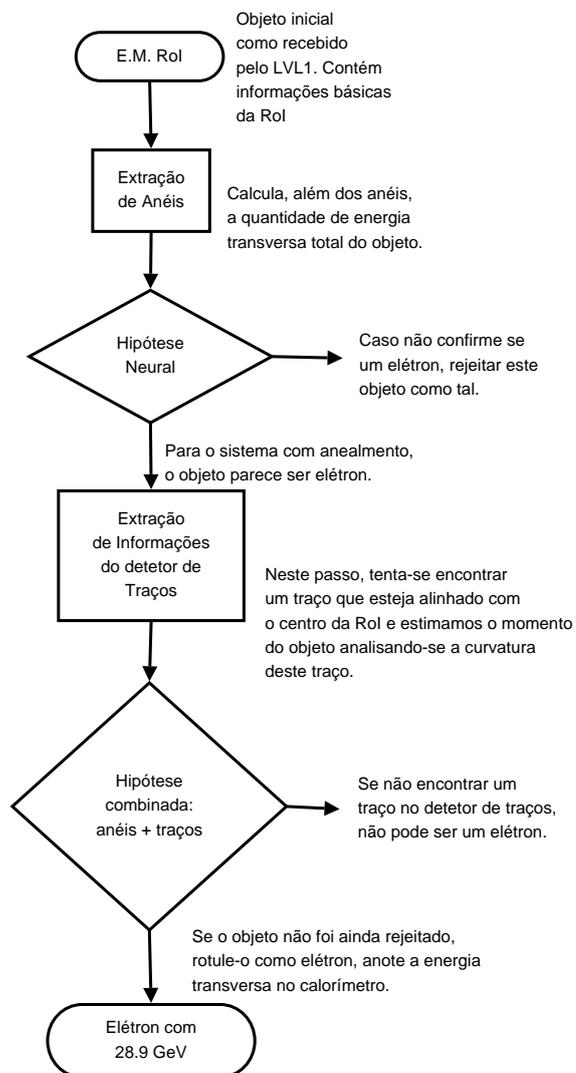 E.M. RoI
Objeto inicial
como recebido
pelo LVL1. Contém
informações básicas
da RoI
Extração
de Anéis
Calcula, além dos anéis,
a quantidade de energia
transversa total do objeto.
Hipótese
Neural
Caso não confirme se
um elétron, rejeitar este
objeto como tal.
Para o sistema com anealmento,
o objeto parece ser elétron.
Extração
de Informações
do detetor de
Traços
Neste passo, tenta-se encontrar
um traço que esteja alinhado com
o centro da RoI e estimamos o momento
do objeto analisando-se a curvatura
deste traço.
Hipótese
combinada:
anéis + traços
Se não encontrar um
traço no detetor de traços,
não pode ser um elétron.
Se o objeto não foi ainda rejeitado,
rotule-o como elétron, anote a energia
transversa no calorímetro.
Elétron com
28.9 GeV